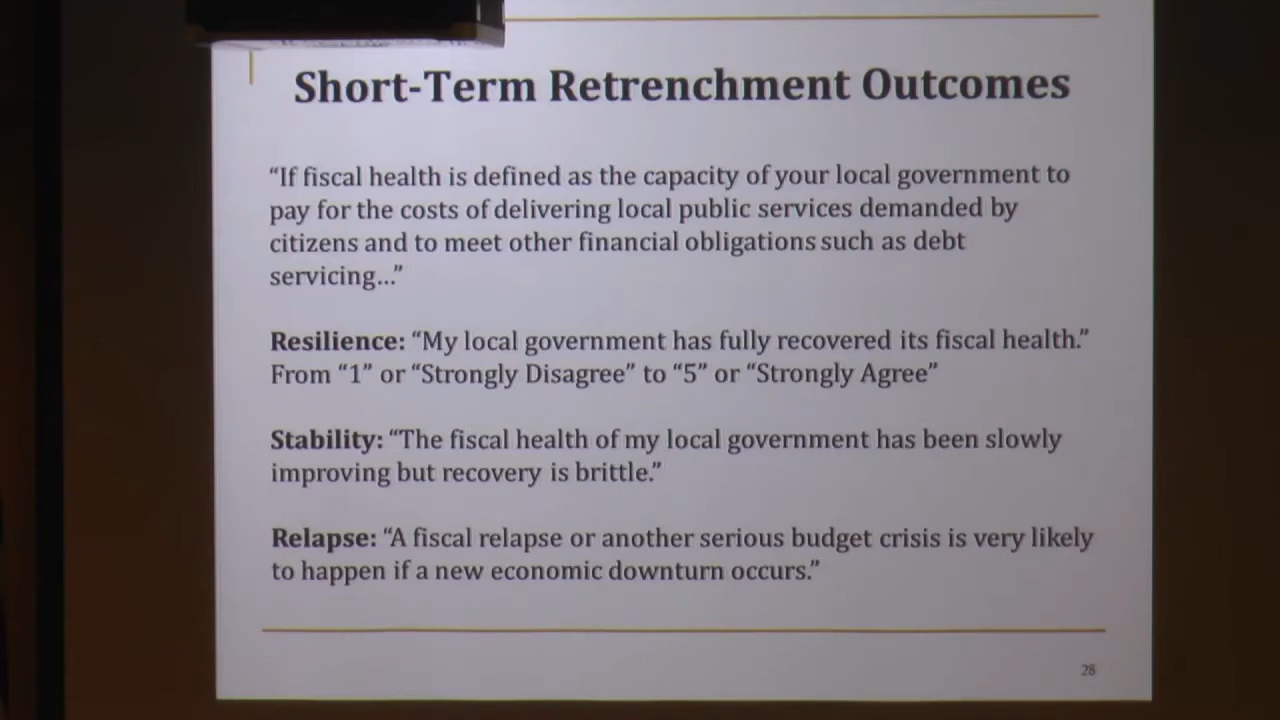 Short-Term Retrenchment Outcomes
“If fiscal health is defined as the capacity of your local government to
pay for the costs of delivering local public services demanded by
citizens and to meet other financial obligations such as debt
servicing...”
Resilience: “My local government has fully recovered its fiscal health.”
From “1” or “Strongly Disagree” to “5” or “Strongly Agree”
Stability: “The fiscal health of my local government has been slowly
improving but recovery is brittle.”
Relapse: “A fiscal relapse or another serious budget crisis is very likely
to happen if a new economic downturn occurs.”
28